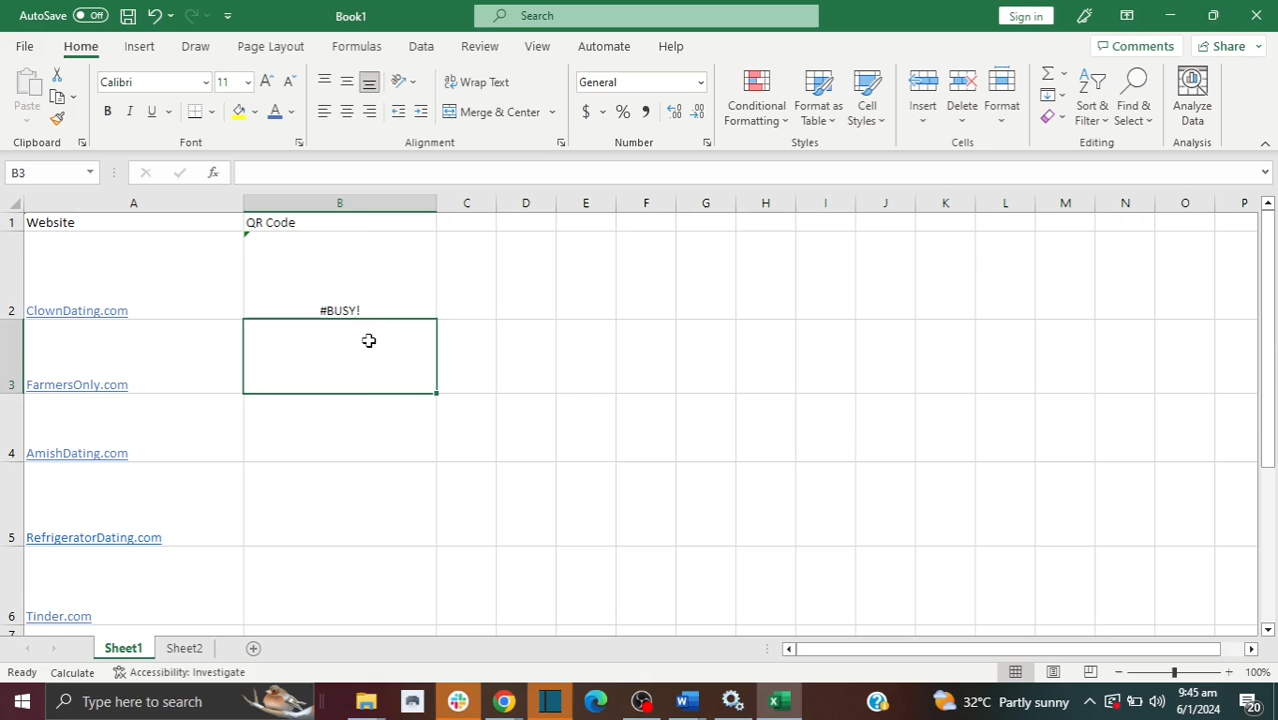 AutoSave Off Book1 Search Sign in
File Home Insert Draw Page Layout Formulas Data Review View Automate Help Comments Share
Paste Calibri 11 Wrap Text General Conditional Formatting Format as Table Cell Styles Insert Delete Format Sort & Filter Find & Select Analyze Data
B I U Merge & Center $ % ,
Clipboard Font Alignment Number Styles Cells Editing Analysis
B3 fx
A B C D E F G H I J K L M N O P
1 Website QR Code
2 ClownDating.com #BUSY!
3 FarmersOnly.com
4 AmishDating.com
5 RefrigeratorDating.com
6 Tinder.com
7
Sheet1 Sheet2
Ready Calculate Accessibility: Investigate 100%
Type here to search 32°C Partly sunny 9:45 am
6/1/2024 20